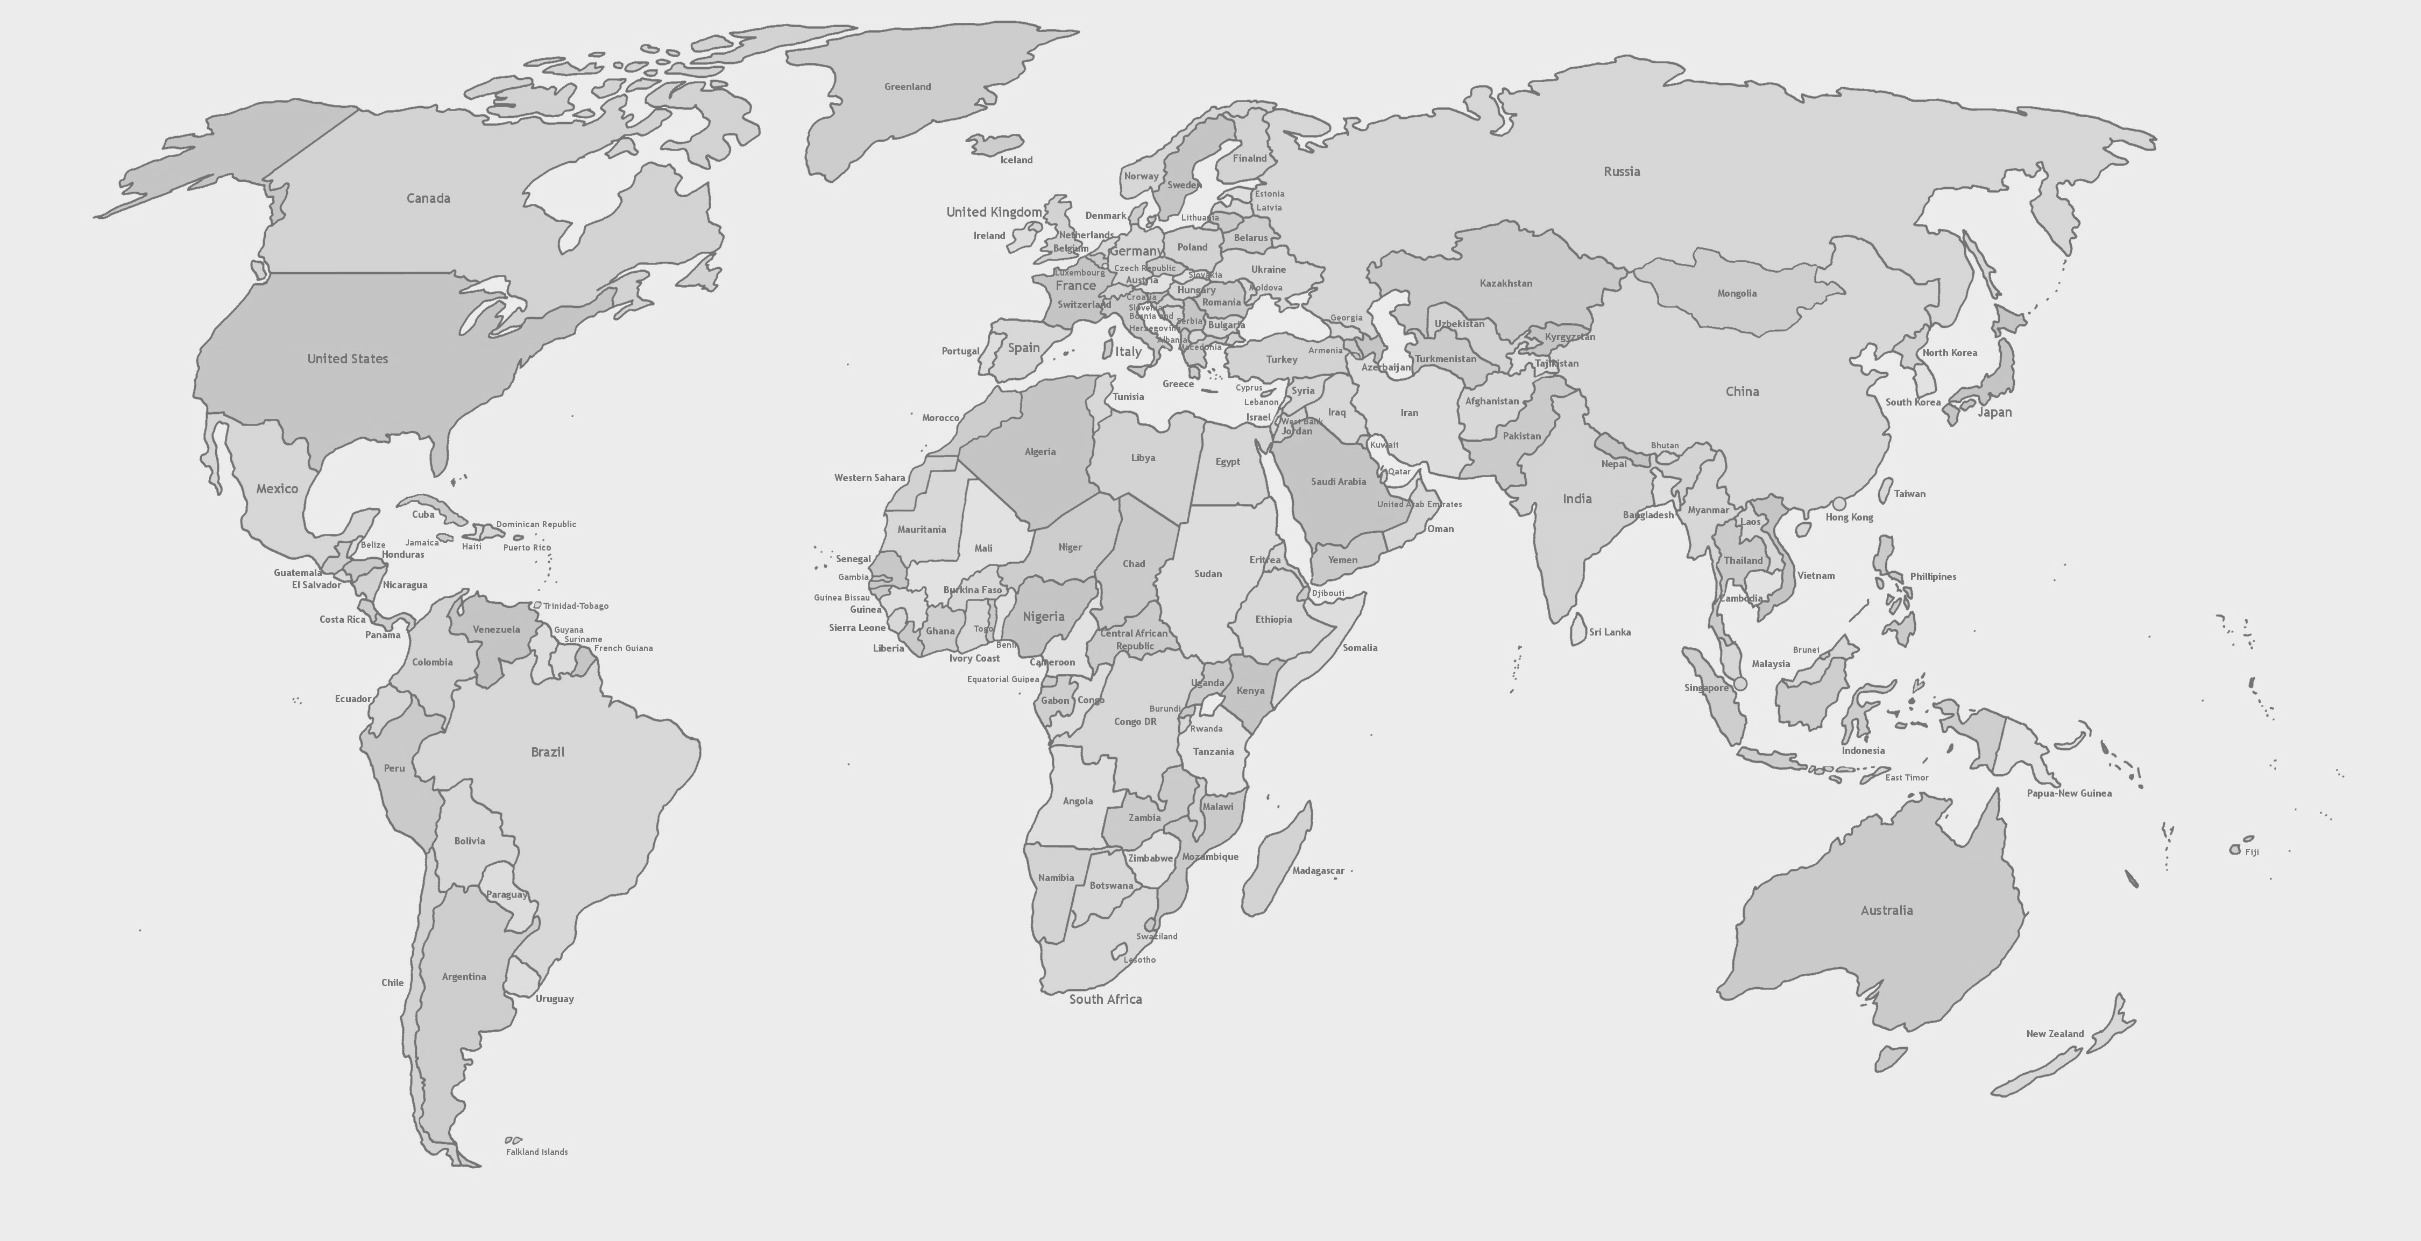 Greenland
Iceland
Canada
United States
Mexico
Cuba
Dominican Republic
Jamaica
Haiti
Puerto Rico
Belize
Honduras
Guatemala
El Salvador
Nicaragua
Costa Rica
Panama
Trinidad-Tobago
Venezuela
Guyana
Suriname
French Guiana
Colombia
Ecuador
Brazil
Peru
Bolivia
Paraguay
Chile
Argentina
Uruguay
Falkland Islands
Norway
Sweden
Finalnd
Estonia
Latvia
Lithuania
Denmark
United Kingdom
Ireland
Netherlands
Belgium
Germany
Poland
Belarus
Luxembourg
Czech Republic
Slovakia
Ukraine
France
Austria
Hungary
Moldova
Switzerland
Croatia
Slovenia
Romania
Bosnia and
Herzegovina
Serbia
Bulgaria
Albania
Macedonia
Portugal
Spain
Italy
Greece
Russia
Kazakhstan
Mongolia
Georgia
Armenia
Azerbaijan
Uzbekistan
Turkmenistan
Kyrgyzstan
Tajikistan
Turkey
Cyprus
Syria
Lebanon
Israel
West Bank
Jordan
Iraq
Iran
Kuwait
Qatar
Saudi Arabia
United Arab Emirates
Oman
Yemen
Afghanistan
Pakistan
India
Nepal
Bhutan
Bangladesh
Sri Lanka
China
North Korea
South Korea
Japan
Taiwan
Hong Kong
Myanmar
Laos
Thailand
Vietnam
Cambodia
Phillipines
Brunei
Malaysia
Singapore
Indonesia
East Timor
Papua-New Guinea
Australia
New Zealand
Fiji
Tunisia
Morocco
Algeria
Libya
Egypt
Western Sahara
Mauritania
Mali
Niger
Chad
Sudan
Eritrea
Djibouti
Senegal
Gambia
Guinea Bissau
Guinea
Sierra Leone
Liberia
Ivory Coast
Burkina Faso
Ghana
Togo
Benin
Nigeria
Cameroon
Central African
Republic
Ethiopia
Somalia
Equatorial Guipea
Gabon
Congo
Congo DR
Uganda
Kenya
Burundi
Rwanda
Tanzania
Angola
Zambia
Malawi
Zimbabwe
Mozambique
Namibia
Botswana
Madagascar
Swaziland
Lesotho
South Africa